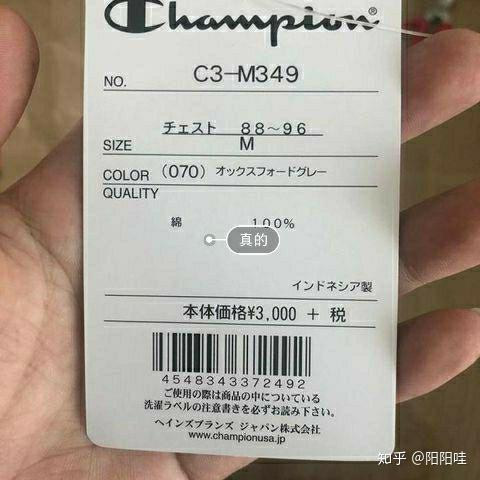 Champion®
NO. C3-M349
チェスト 88〜96
SIZE M
COLOR (070) オックスフォードグレー
QUALITY
綿 100%
真的
インドネシア製
本体価格¥3,000 + 税
4548343372492
ご使用の際は商品の中についている
洗濯ラベルの注意書きを必ずお読み下さい。
ヘインズブランズ ジャパン株式会社
www.championusa.jp
知乎 @阳阳哇